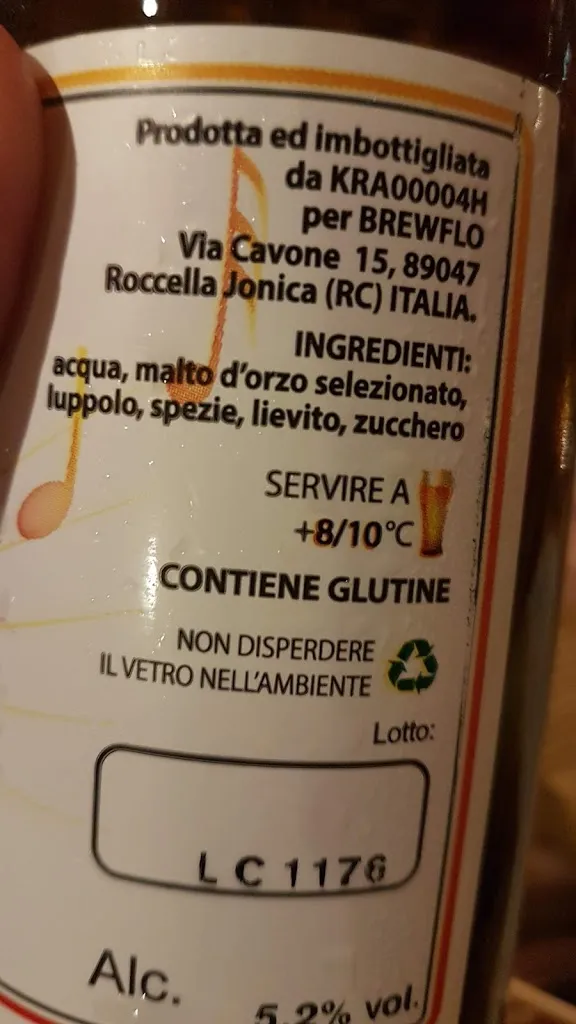 Prodotta ed imbottigliata
da KRA00004H
per BREWFLO
Via Cavone 15, 89047
Roccella Jonica (RC) ITALIA.
INGREDIENTI:
acqua, malto d'orzo selezionato,
luppolo, spezie, lievito, zucchero
SERVIRE A
+8/10°C
CONTIENE GLUTINE
NON DISPERDERE
IL VETRO NELL'AMBIENTE
Lotto:
L C 1176
Alc. 5.2% vol.